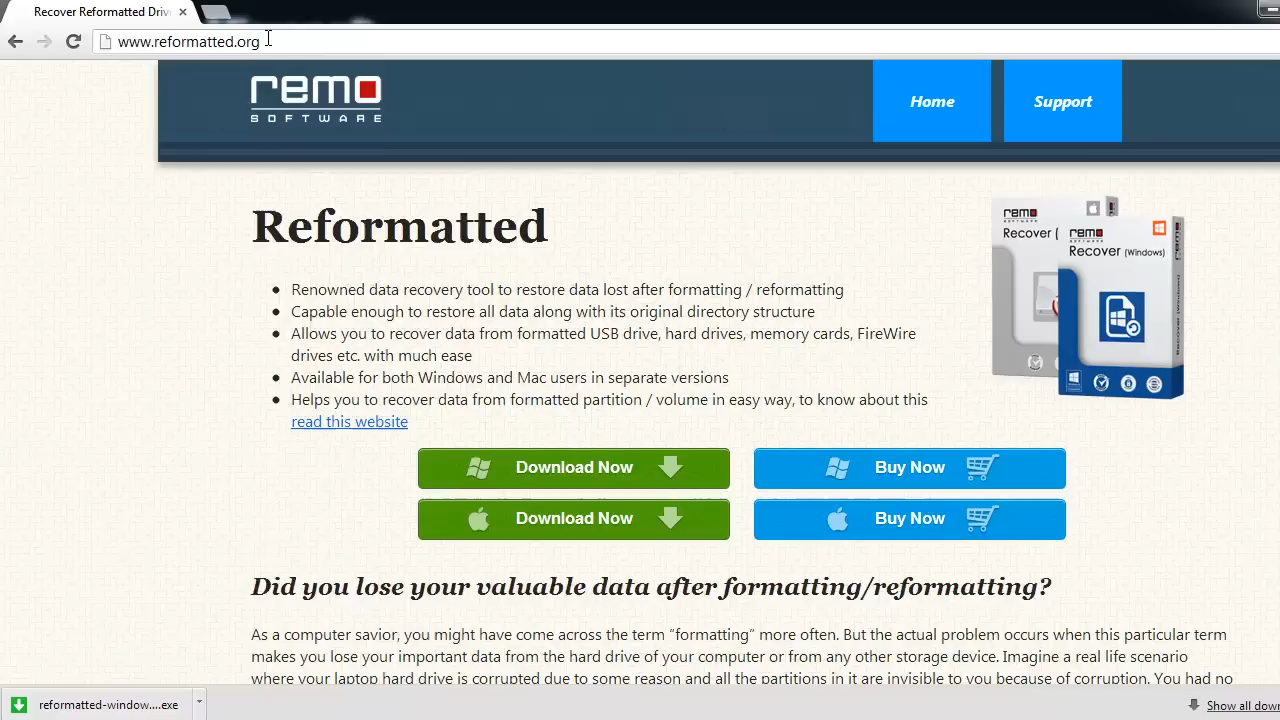 Recover Reformatted Driv
www.reformatted.org
remo
SOFTWARE
Home
Support
Reformatted
remo
Recover (
remo
Recover (Windows)
Renowned data recovery tool to restore data lost after formatting / reformatting
Capable enough to restore all data along with its original directory structure
Allows you to recover data from formatted USB drive, hard drives, memory cards, FireWire
drives etc. with much ease
Available for both Windows and Mac users in separate versions
Helps you to recover data from formatted partition / volume in easy way, to know about this
read this website
Download Now
Buy Now
Download Now
Buy Now
Did you lose your valuable data after formatting/reformatting?
As a computer savior, you might have come across the term “formatting” more often. But the actual problem occurs when this particular term
makes you lose your important data from the hard drive of your computer or from any other storage device. Imagine a real life scenario
where your laptop hard drive is corrupted due to some reason and all the partitions in it are invisible to you because of corruption. You had no
reformatted-window....exe
Show all down